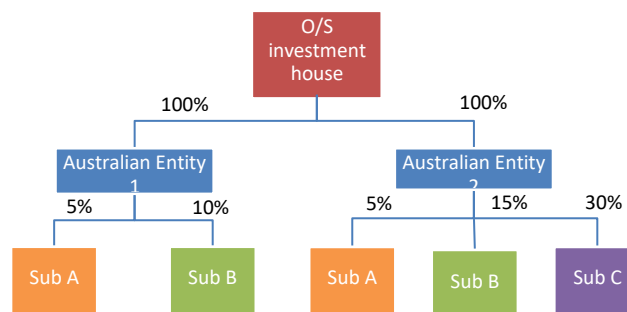 O/S
investment
house
100%
100%
Australian Entity
1
Australian Entity
2
5%
10%
5%
15%
30%
Sub A
Sub B
Sub A
Sub B
Sub C